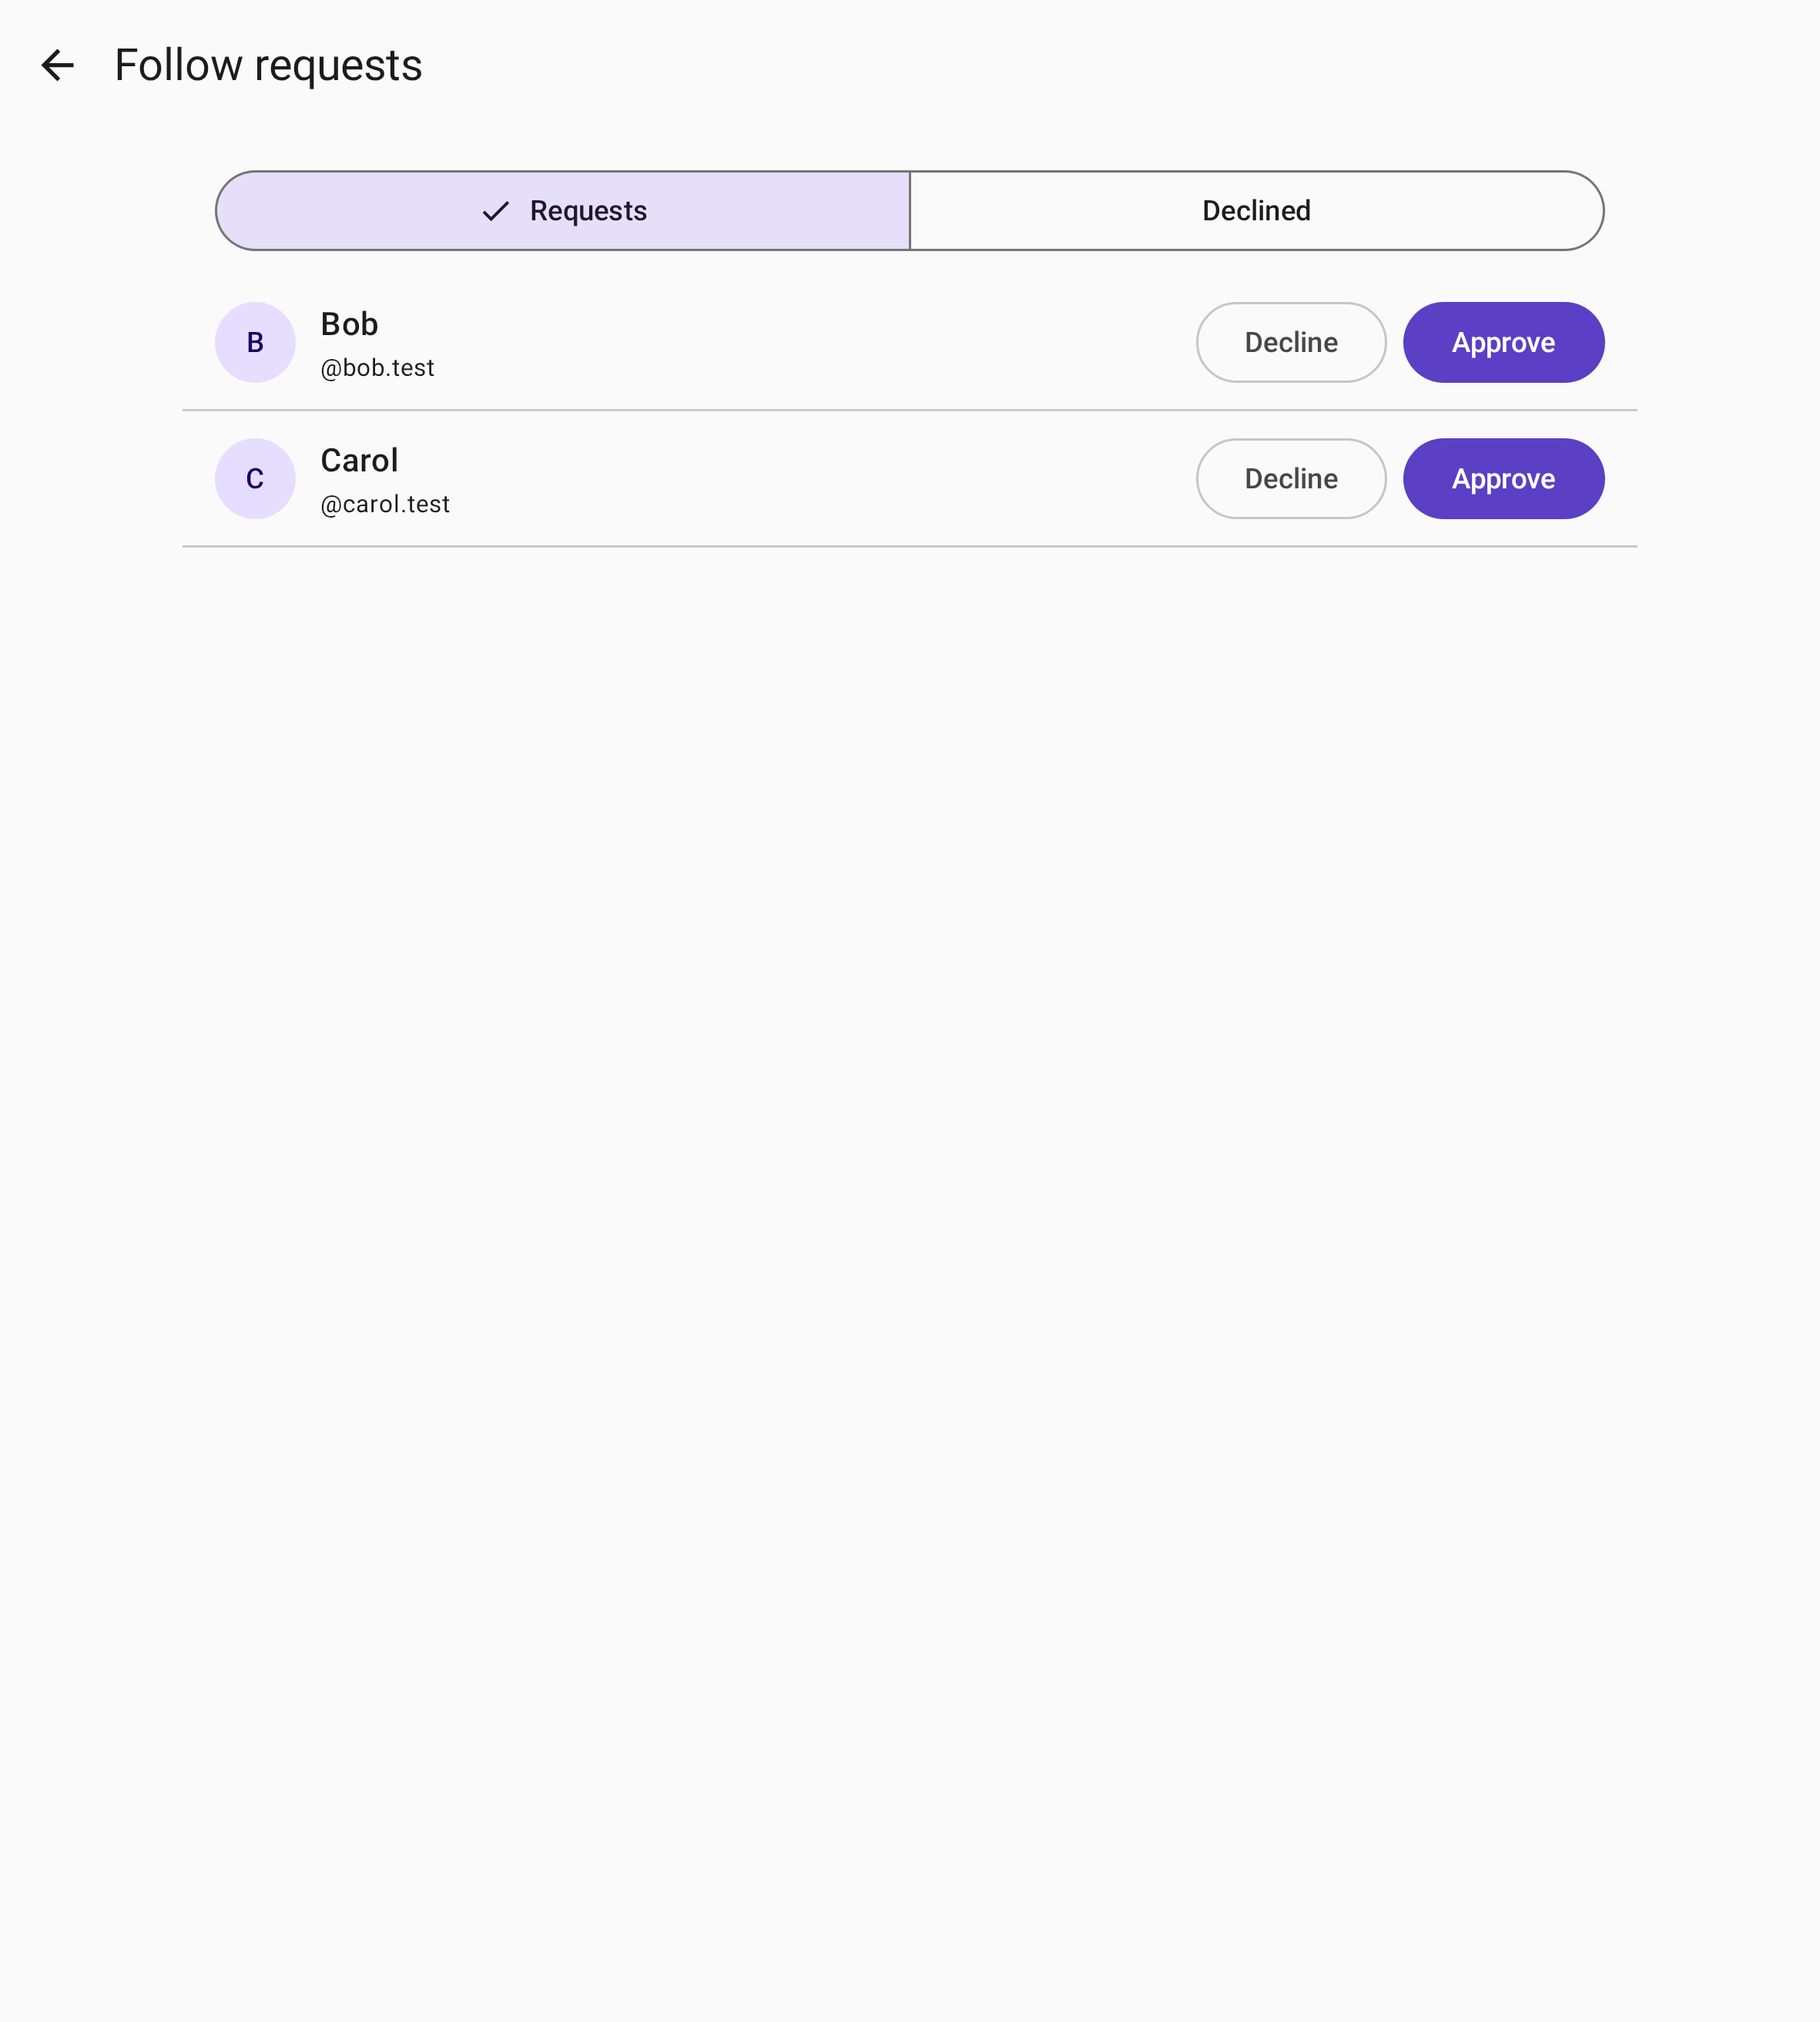 Follow requests
Requests
Declined
B
Bob
@bob.test
Decline
Approve
C
Carol
@carol.test
Decline
Approve